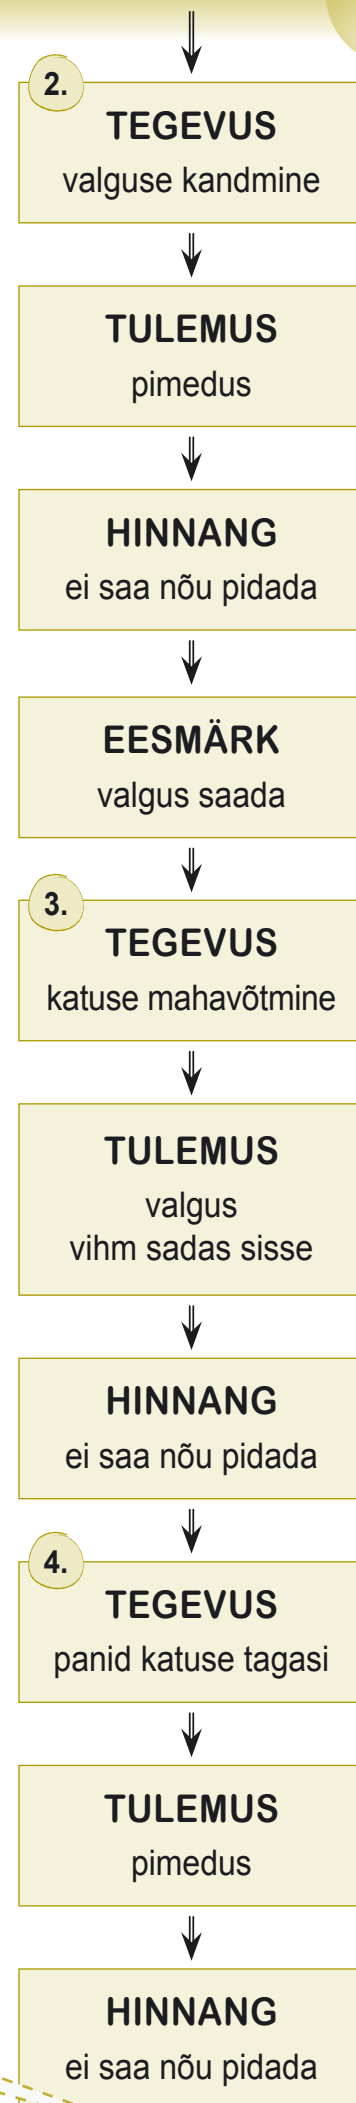 2.
TEGEVUS
valguse kandmine
TULEMUS
pimedus
HINNANG
ei saa nõu pidada
EESMÄRK
valgus saada
3.
TEGEVUS
katuse mahavõtmine
TULEMUS
valgus
vihm sadas sisse
HINNANG
ei saa nõu pidada
4.
TEGEVUS
panid katuse tagasi
TULEMUS
pimedus
HINNANG
ei saa nõu pidada